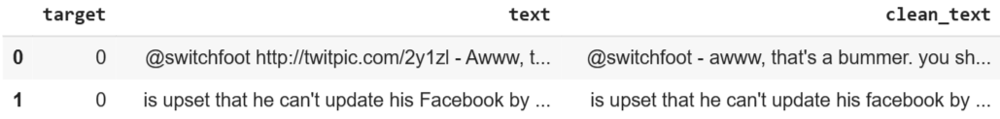 target text clean_text
0 0 @switchfoot http://twitpic.com/2y1zl - Awww, t... @switchfoot - awww, that's a bummer. you sh...
1 0 is upset that he can't update his Facebook by ... is upset that he can't update his facebook by ...